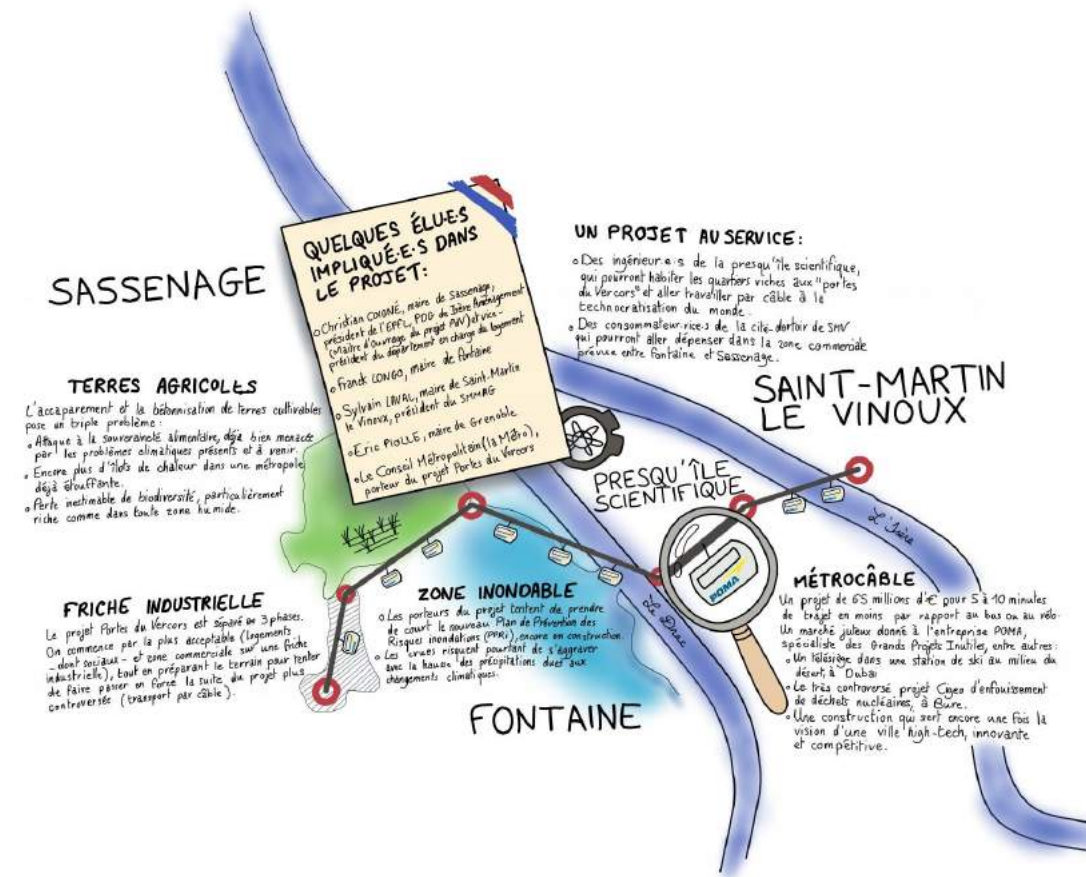 SASSENAGE
QUELQUES ÉLU·E·S
IMPLIQUÉ·E·S DANS
LE PROJET:
o Christian COIGNÉ, maire de Sassenage,
président de l'EPFL, PDG de Isère Aménagement
(Maître d'Ouvrage du projet PdV) et vice-
président du département en charge du logement
o Franck LONGO, maire de Fontaine
o Sylvain LAVAL, maire de Saint-Martin
le Vinoux, président du SMMAG
o Eric PIOLLE, maire de Grenoble
o Le Conseil Métropolitain (la Métro),
porteur du projet Portes du Vercors
UN PROJET AU SERVICE:
o Des ingénieur·e·s de la presqu'île scientifique,
qui pourront habiter les quartiers riches aux "portes
du Vercors" et aller travailler par câble à la
technocratisation du monde.
o Des consommateur·rice·s de la cité-dortoir de SMV
qui pourront aller dépenser dans la zone commerciale
prévue entre Fontaine et Sassenage.
TERRES AGRICOLES
L'accaparement et la bétonnisation de terres cultivables
pose un triple problème :
o Attaque à la souveraineté alimentaire, déjà bien menacée
par les problèmes climatiques présents et à venir.
o Encore plus d'îlots de chaleur dans une métropole
déjà étouffante.
o Perte inestimable de biodiversité, particulièrement
riche comme dans toute zone humide.
SAINT-MARTIN
LE VINOUX
PRESQU'ÎLE
SCIENTIFIQUE
L'Isère
POMA
Le Drac
FRICHE INDUSTRIELLE
Le projet Portes du Vercors est séparé en 3 phases.
On commence par la plus acceptable (logements
- dont sociaux - et zone commerciale sur une friche
industrielle), tout en préparant le terrain pour tenter
de faire passer en force la suite du projet plus
controversée (transport par câble).
ZONE INONDABLE
o Les porteurs du projet tentent de prendre
de court le nouveau Plan de Prévention des
Risques inondations (PPRi), encore en construction.
o Les crues risquent pourtant de s'aggraver
avec la hausse des précipitations dues aux
changements climatiques.
MÉTROCÂBLE
Un projet de 65 millions d'€ pour 5 à 10 minutes
de trajet en moins par rapport au bus ou au vélo.
Un marché juteux donné à l'entreprise POMA,
spécialiste des Grands Projets Inutiles, entre autres:
o Un télésiège dans une station de ski au milieu du
désert, à Dubaï
o Le très controversé projet Cigeo d'enfouissement
de déchets nucléaires, à Bure.
o Une construction qui sert encore une fois la
vision d'une ville high-tech, innovante
et compétitive.
FONTAINE